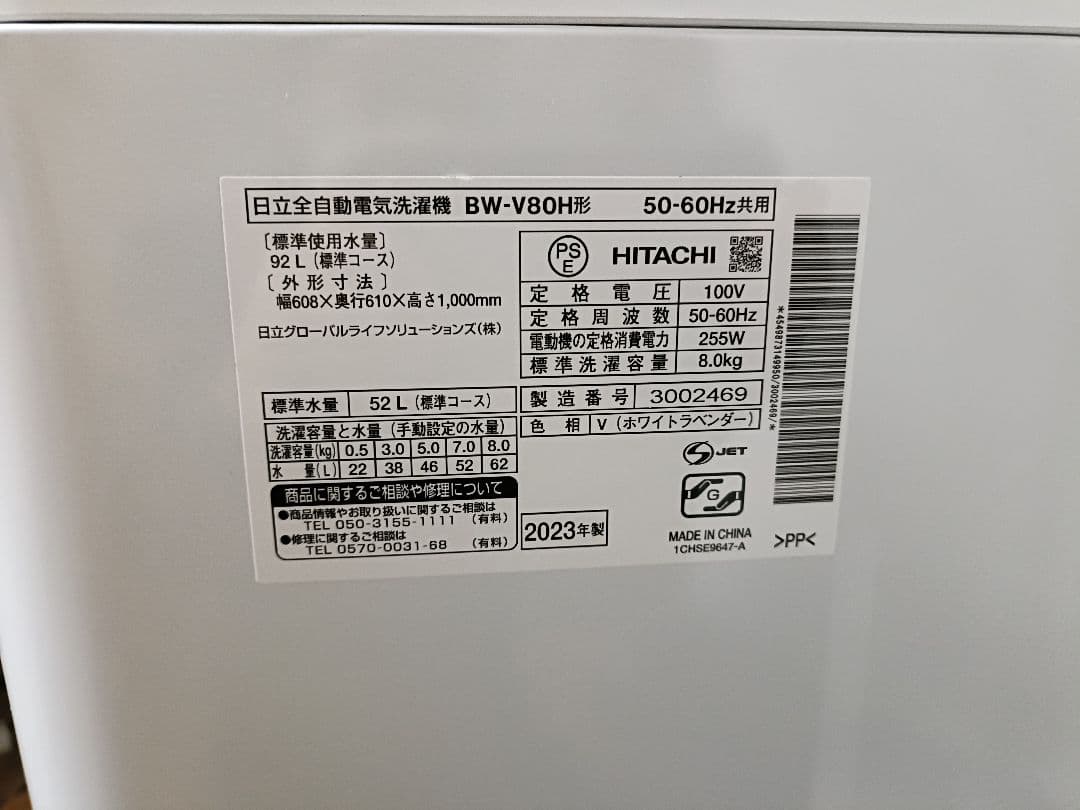 日立全自動電気洗濯機 BW-V80H形 50-60Hz共用
〔標準使用水量〕
92 L（標準コース）
〔外形寸法〕
幅608×奥行610×高さ1,000mm
日立グローバルライフソリューションズ（株）
PS
E
HITACHI
定格電圧 100V
定格周波数 50-60Hz
電動機の定格消費電力 255W
標準洗濯容量 8.0kg
製造番号 3002469
色相 V（ホワイトラベンダー）
標準水量 52 L（標準コース）
洗濯容量と水量（手動設定の水量）
洗濯容量(kg) 0.5 3.0 5.0 7.0 8.0
水量(L) 22 38 46 52 62
商品に関するご相談や修理について
●商品情報やお取り扱いに関するご相談は
TEL 050-3155-1111 （有料）
●修理に関するご相談は
TEL 0570-0031-68 （有料）
2023年製
S JET
G
MADE IN CHINA
1CHSE9647-A
>PP<
*4549873149950/3002469/*